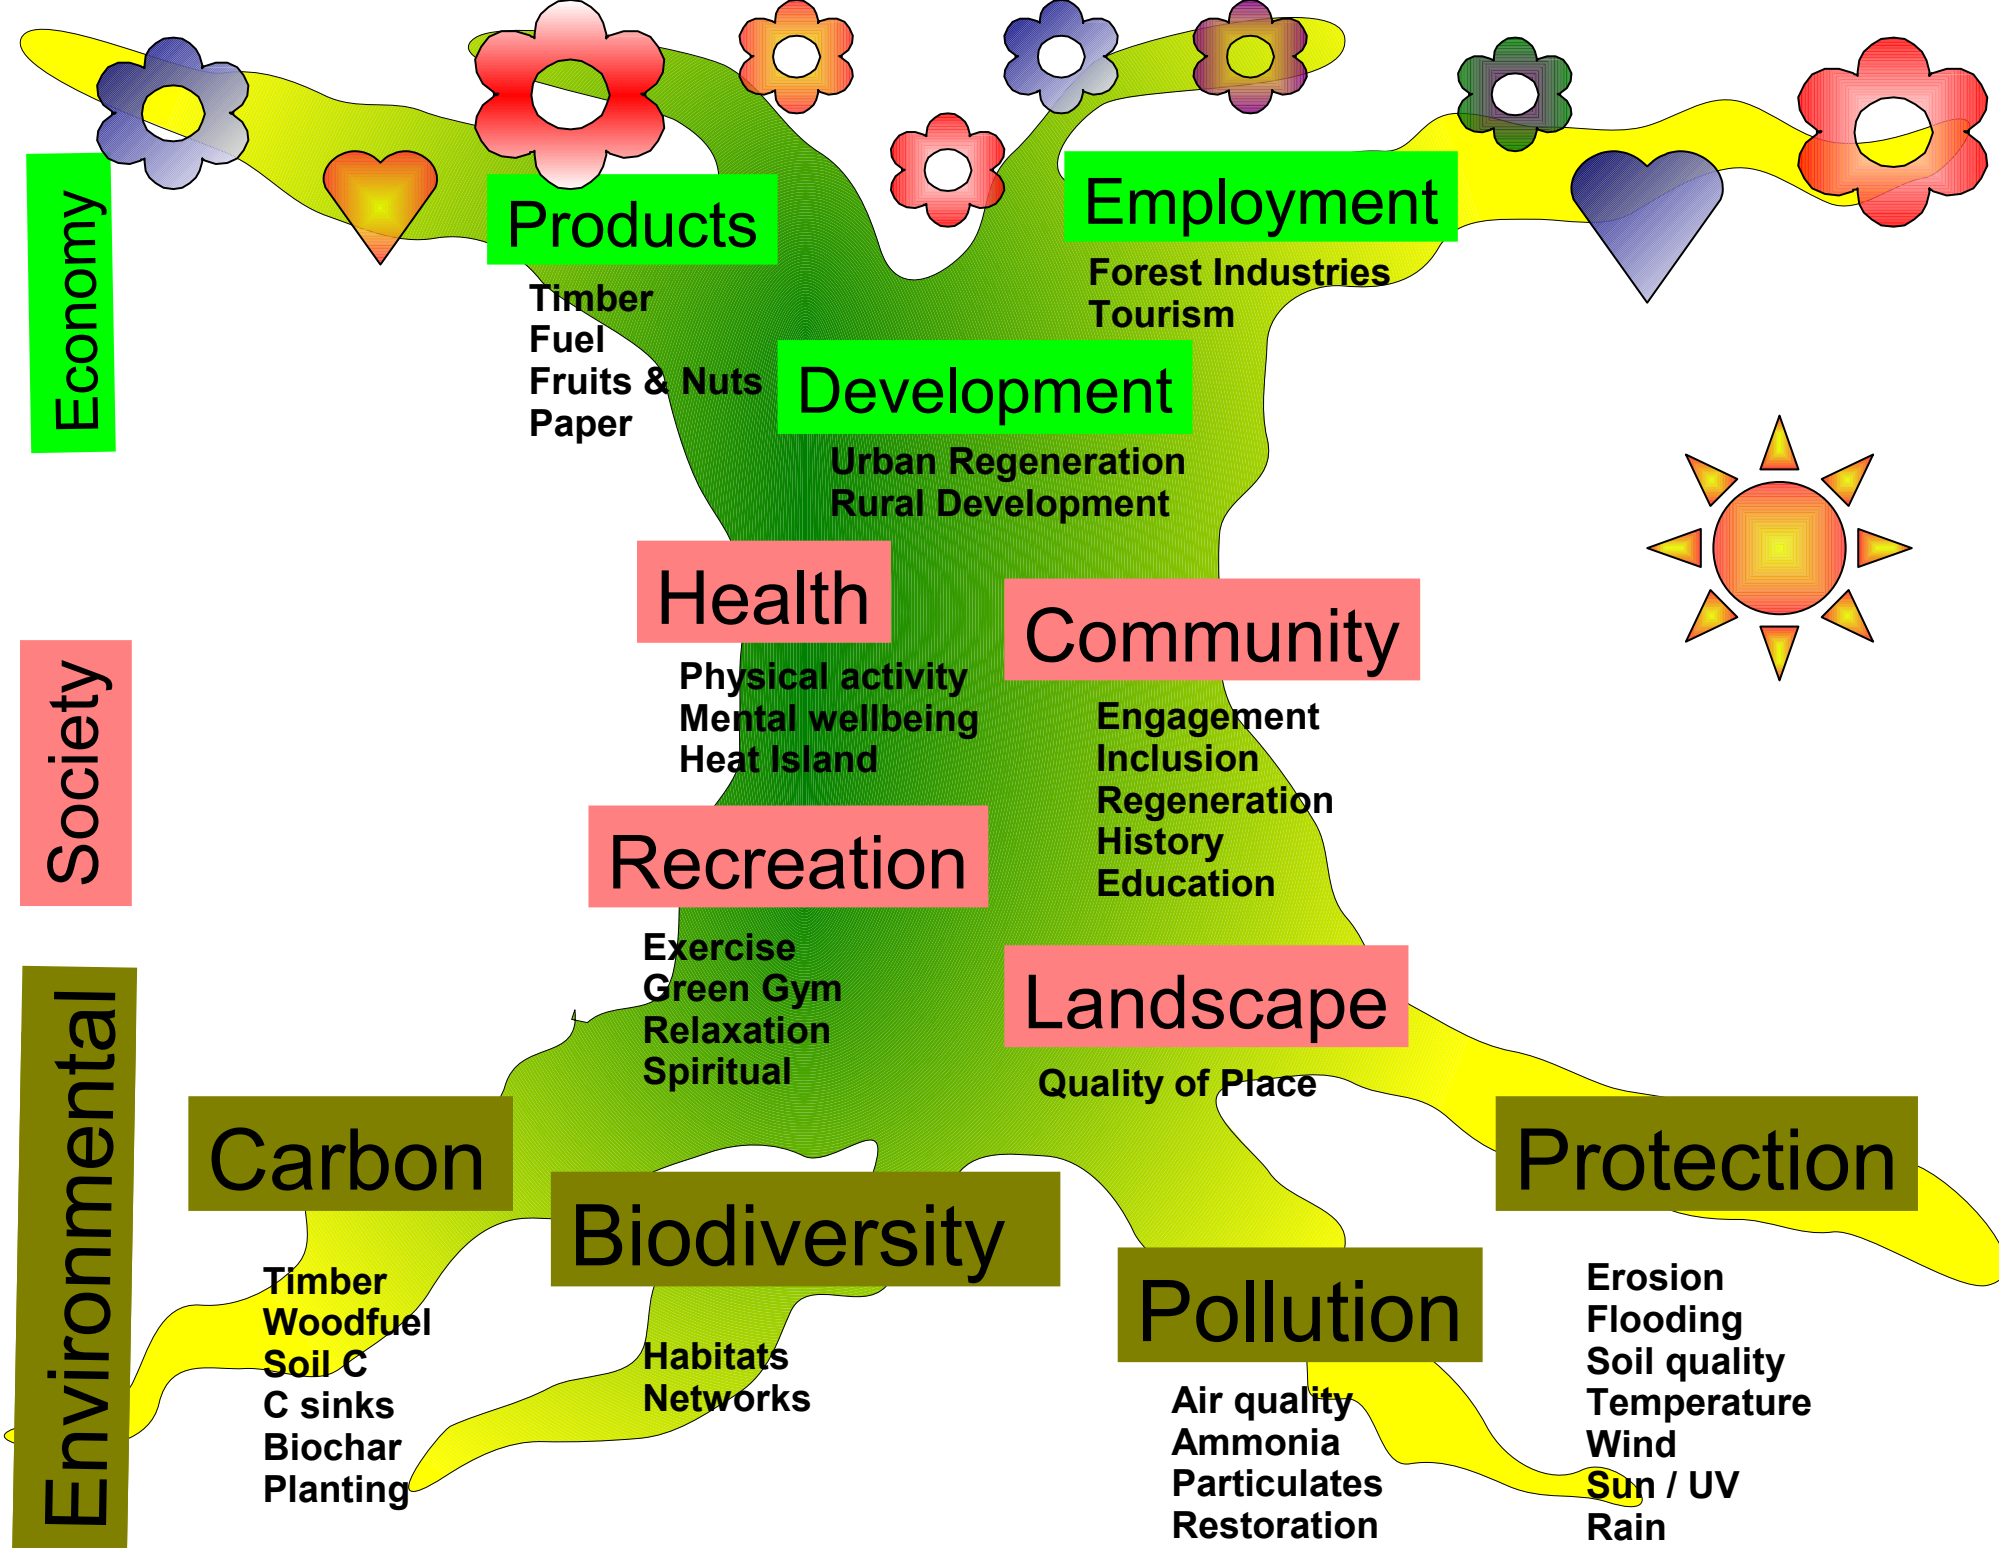 Economy
Products
Timber
Fuel
Fruits & Nuts
Paper
Employment
Forest Industries
Tourism
Development
Urban Regeneration
Rural Development
Society
Health
Physical activity
Mental wellbeing
Heat Island
Community
Engagement
Inclusion
Regeneration
History
Education
Recreation
Exercise
Green Gym
Relaxation
Spiritual
Landscape
Quality of Place
Environmental
Carbon
Timber
Woodfuel
Soil C
C sinks
Biochar
Planting
Biodiversity
Habitats
Networks
Pollution
Air quality
Ammonia
Particulates
Restoration
Protection
Erosion
Flooding
Soil quality
Temperature
Wind
Sun / UV
Rain